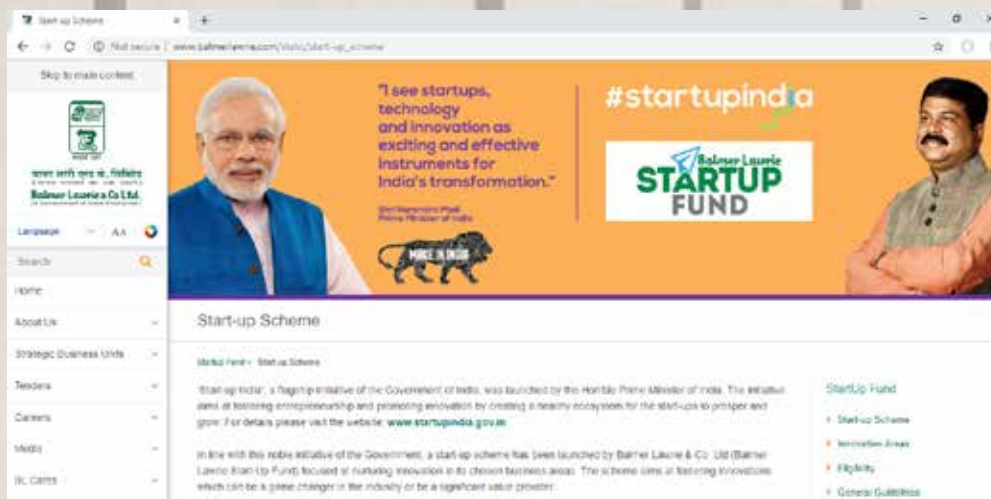 Start-up Scheme
Not secure | www.balmerlawrie.com/static/start-up_scheme
Skip to main content
बामर लॉरी एण्ड कं. लिमिटेड
Balmer Lawrie & Co Ltd.
Language
AA
Search
Home
About Us
Strategic Business Units
Tenders
Careers
Media
BL Cares
"I see startups,
technology
and innovation as
exciting and effective
instruments for
India's transformation."
Shri Narendra Modi
Prime Minister of India
MAKE IN INDIA
#startupindia
Balmer Lawrie
STARTUP
FUND
Start-up Scheme
Startup Fund Start-up Scheme
'Start-up India', a flagship initiative of the Government of India, was launched by the Hon'ble Prime Minister of India. The initiative
aims at fostering entrepreneurship and promoting innovation by creating a healthy ecosystem for the start-ups to prosper and
grow. For details please visit the website: www.startupindia.gov.in
In line with this noble initiative of the Government, a start-up scheme has been launched by Balmer Lawrie & Co. Ltd (Balmer
Lawrie Start-Up Fund) focused at nurturing innovation in its chosen business areas. The scheme aims at fostering innovations
which can be a game changer in the industry or be a significant value provider.
StartUp Fund
Start-up Scheme
Innovation Areas
Eligibility
General Guidelines